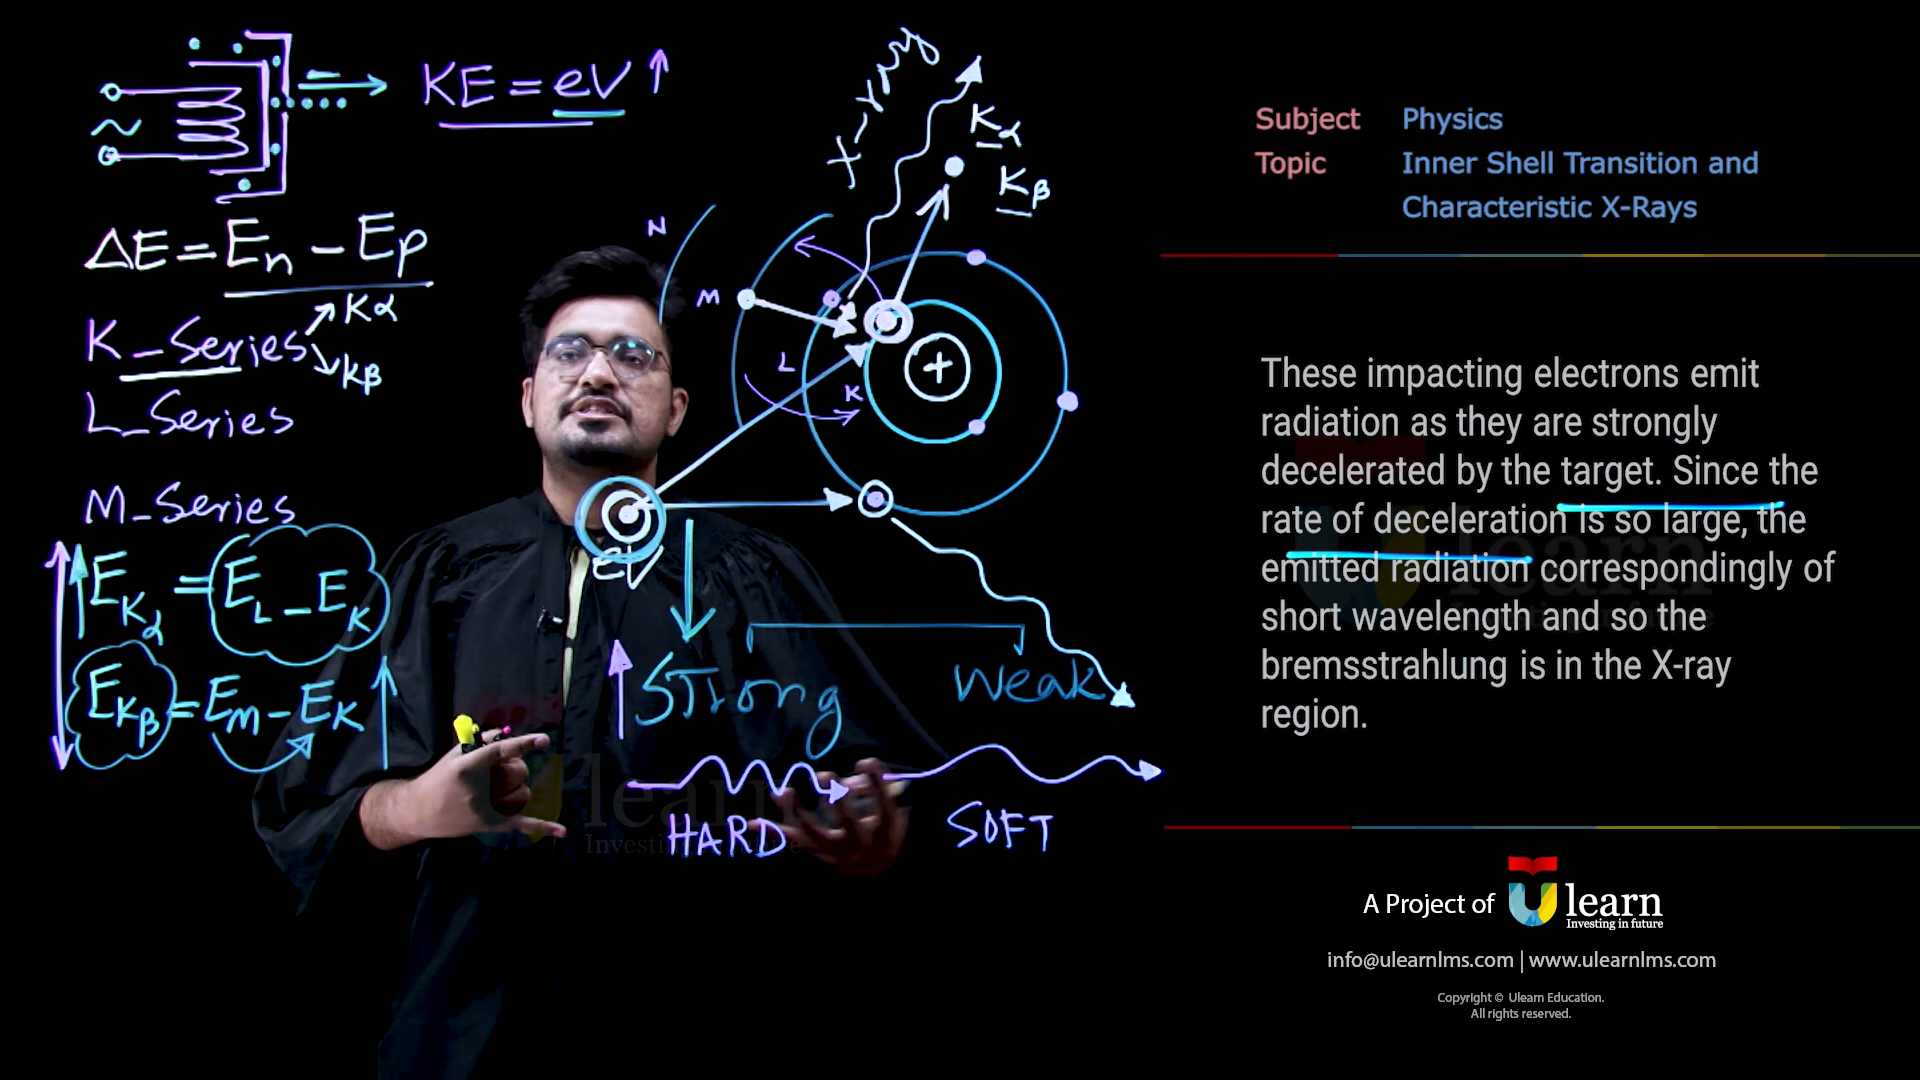 KE = eV
ΔE = En - Ep
K_Series
Kα
Kβ
L_Series
M_Series
EKα = EL - EK
EKβ = EM - EK
X-ray
Kα
Kβ
N
M
L
K
+
eV
Strong
Weak
HARD
SOFT
Subject Physics
Topic Inner Shell Transition and
Characteristic X-Rays
These impacting electrons emit
radiation as they are strongly
decelerated by the target. Since the
rate of deceleration is so large, the
emitted radiation correspondingly of
short wavelength and so the
bremsstrahlung is in the X-ray
region.
A Project of Ulearn
Investing in future
info@ulearnlms.com | www.ulearnlms.com
Copyright © Ulearn Education.
All rights reserved.